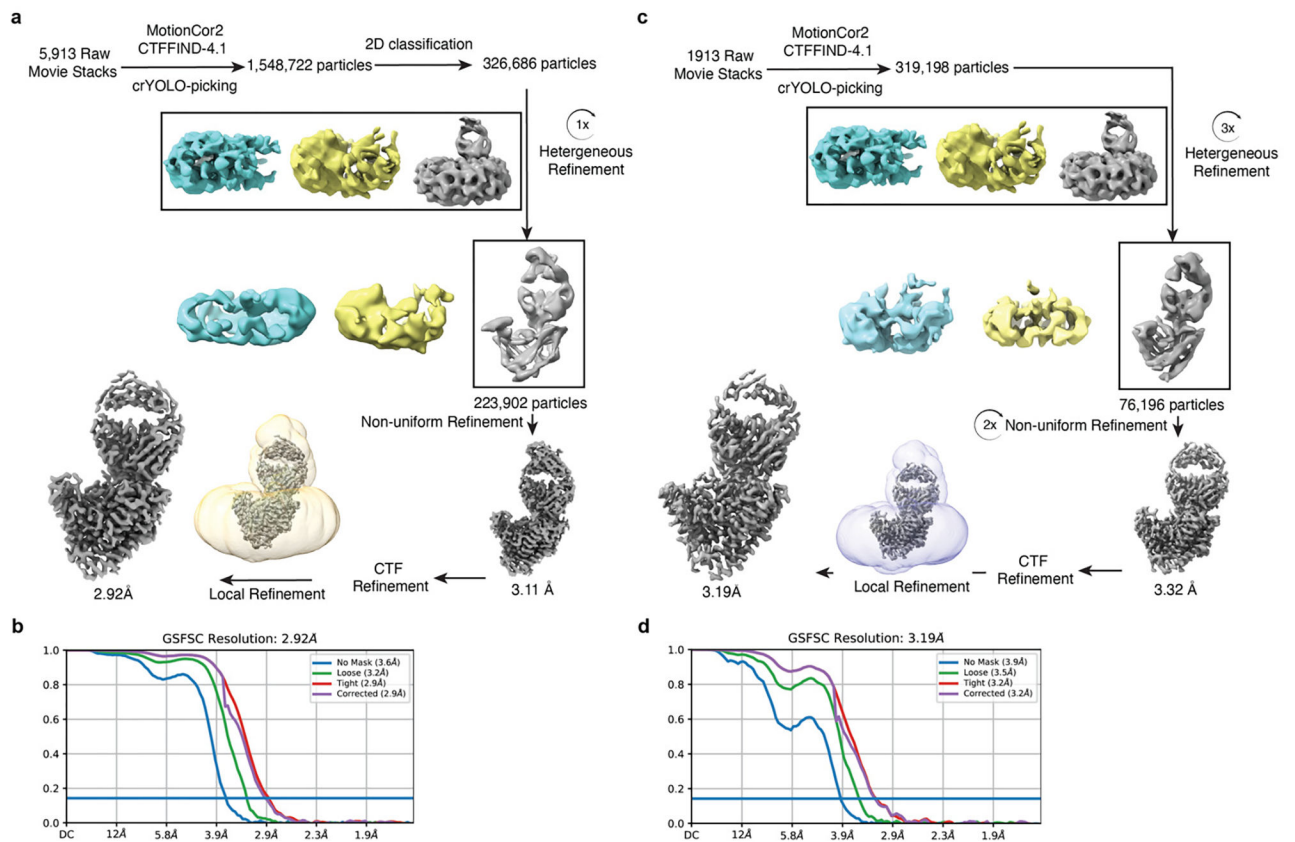 a
5,913 Raw
Movie Stacks
MotionCor2
CTFFIND-4.1
crYOLO-picking
1,548,722 particles
2D classification
326,686 particles
1x
Hetergeneous
Refinement
223,902 particles
Non-uniform Refinement
3.11 Å
CTF
Refinement
Local Refinement
2.92Å
b
GSFSC Resolution: 2.92Å
No Mask (3.6Å)
Loose (3.2Å)
Tight (2.9Å)
Corrected (2.9Å)
1.0
0.8
0.6
0.4
0.2
0.0
DC 12Å 5.8Å 3.9Å 2.9Å 2.3Å 1.9Å
c
1913 Raw
Movie Stacks
MotionCor2
CTFFIND-4.1
crYOLO-picking
319,198 particles
3x
Hetergeneous
Refinement
76,196 particles
2x Non-uniform Refinement
3.32 Å
CTF
Refinement
Local Refinement
3.19Å
d
GSFSC Resolution: 3.19Å
No Mask (3.9Å)
Loose (3.5Å)
Tight (3.2Å)
Corrected (3.2Å)
1.0
0.8
0.6
0.4
0.2
0.0
DC 12Å 5.8Å 3.9Å 2.9Å 2.3Å 1.9Å